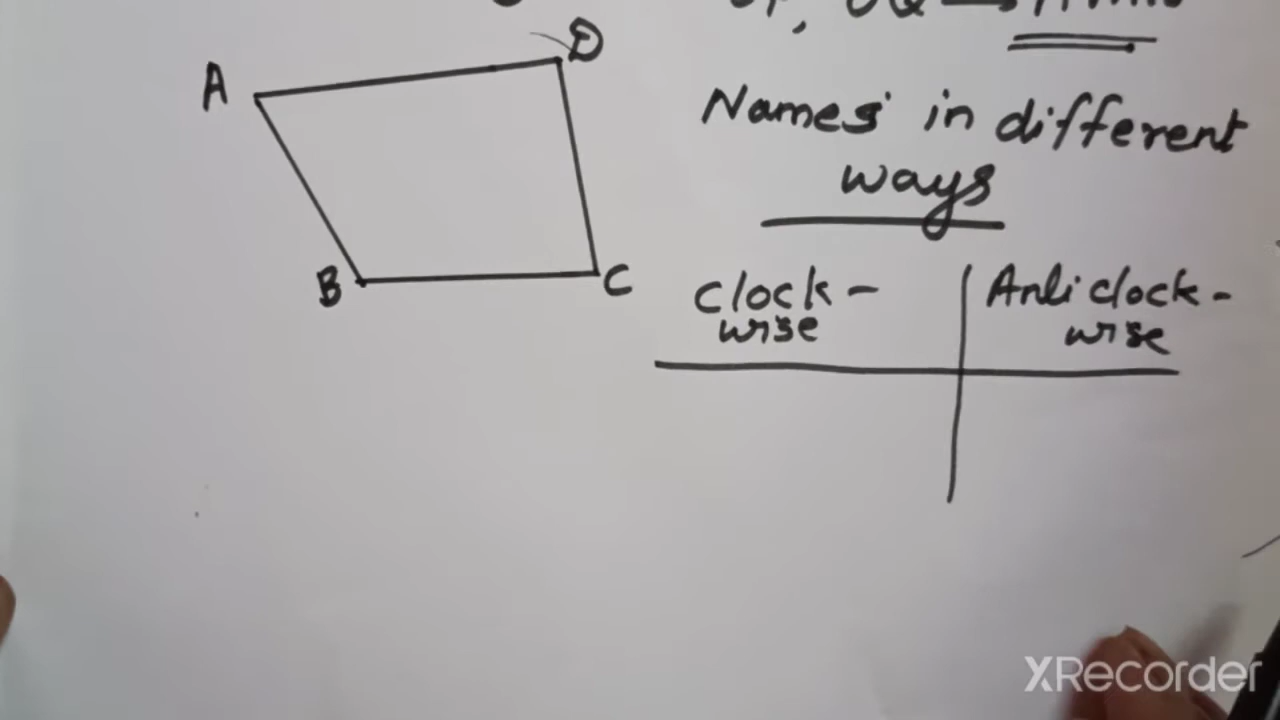 A
D
B
C
Names in different
ways
Clock-
wise
Anticlock-
wise
XRecorder